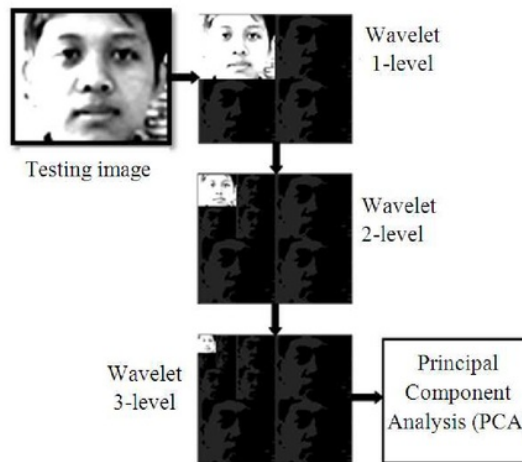 Wavelet
1-level
Testing image
Wavelet
2-level
Wavelet
3-level
Principal
Component
Analysis (PCA